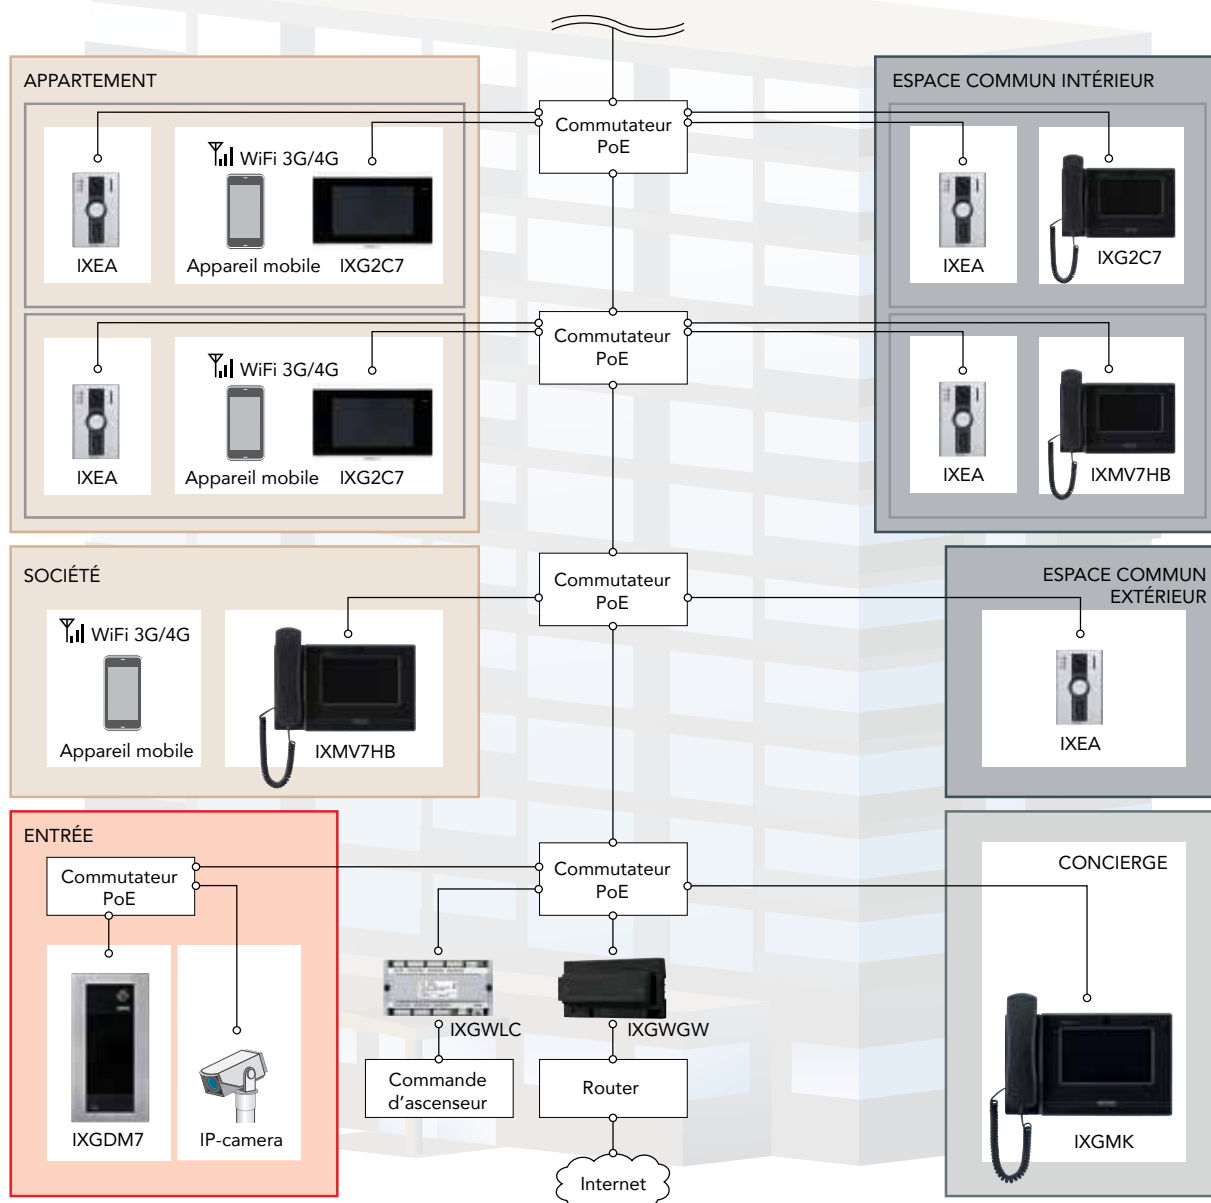 APPARTEMENT
IXEA
WiFi 3G/4G
Appareil mobile
IXG2C7
IXEA
WiFi 3G/4G
Appareil mobile
IXG2C7
Commutateur
PoE
Commutateur
PoE
ESPACE COMMUN INTÉRIEUR
IXEA
IXG2C7
IXEA
IXMV7HB
SOCIÉTÉ
WiFi 3G/4G
Appareil mobile
IXMV7HB
Commutateur
PoE
ESPACE COMMUN
EXTÉRIEUR
IXEA
ENTRÉE
Commutateur
PoE
IXGDM7
IP-camera
Commutateur
PoE
IXGWLC
IXGWGW
Commande
d'ascenseur
Router
Internet
CONCIERGE
IXGMK